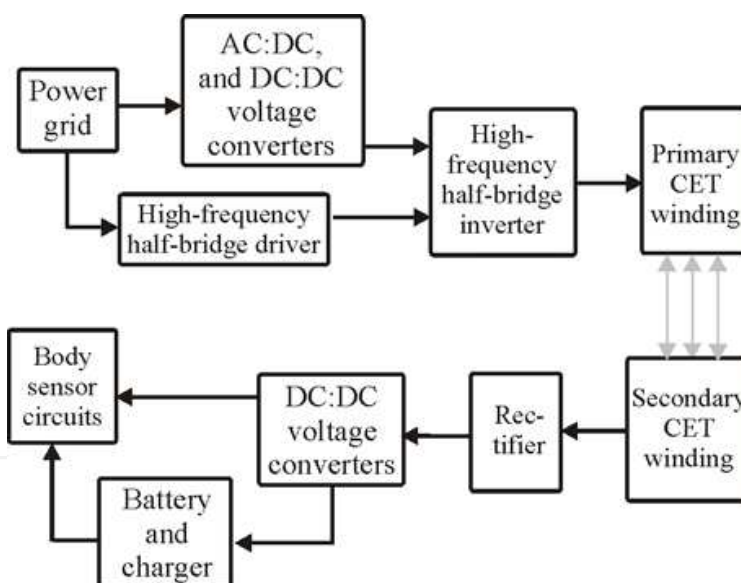 Power
grid
AC:DC,
and DC:DC
voltage
converters
High-frequency
half-bridge driver
High-
frequency
half-bridge
inverter
Primary
CET
winding
Secondary
CET
winding
Rec-
tifier
DC:DC
voltage
converters
Body
sensor
circuits
Battery
and
charger